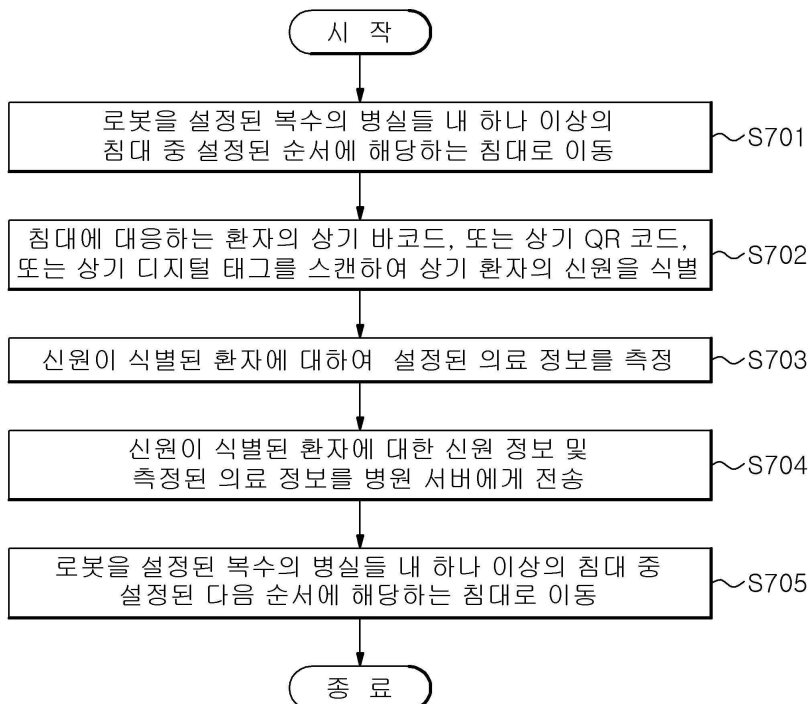 시 작
로봇을 설정된 복수의 병실들 내 하나 이상의
침대 중 설정된 순서에 해당하는 침대로 이동
S701
침대에 대응하는 환자의 상기 바코드, 또는 상기 QR 코드,
또는 상기 디지털 태그를 스캔하여 상기 환자의 신원을 식별
S702
신원이 식별된 환자에 대하여 설정된 의료 정보를 측정
S703
신원이 식별된 환자에 대한 신원 정보 및
측정된 의료 정보를 병원 서버에게 전송
S704
로봇을 설정된 복수의 병실들 내 하나 이상의 침대 중
설정된 다음 순서에 해당하는 침대로 이동
S705
종 료